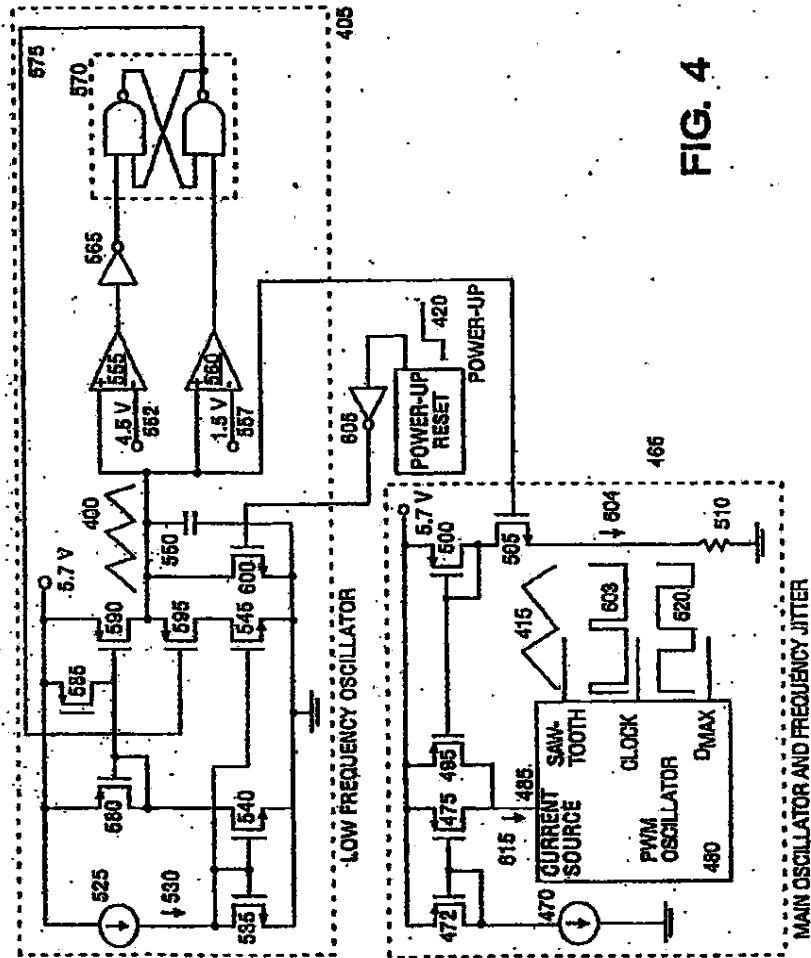 405
575
570
565
555
4.5 V
552
560
1.5 V
557
400
550
5.7 V
590
585
595
600
580
545
540
525
530
535
LOW FREQUENCY OSCILLATOR
605
420
POWER-UP
POWER-UP
RESET
465
5.7 V
500
505
604
510
495
475
472
485
615
470
415
603
620
CURRENT
SOURCE
SAW-
TOOTH
CLOCK
PWM
OSCILLATOR
DMAX
480
MAIN OSCILLATOR AND FREQUENCY JITTER
FIG. 4